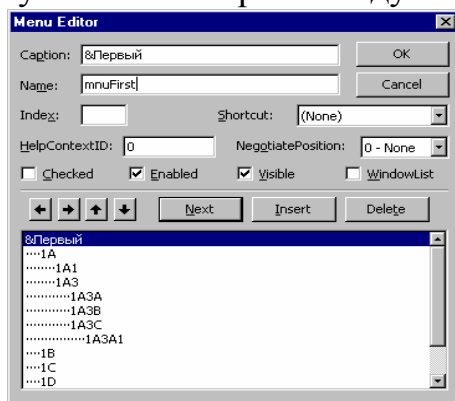 Menu Editor
Caption: &Первый OK
Name: mnuFirst Cancel
Index: Shortcut: (None)
HelpContextID: 0 NegotiatePosition: 0 - None
Checked Enabled Visible WindowList
Next Insert Delete
&Первый
····1A
········1A1
········1A3
············1A3A
············1A3B
············1A3C
················1A3A1
····1B
····1C
····1D